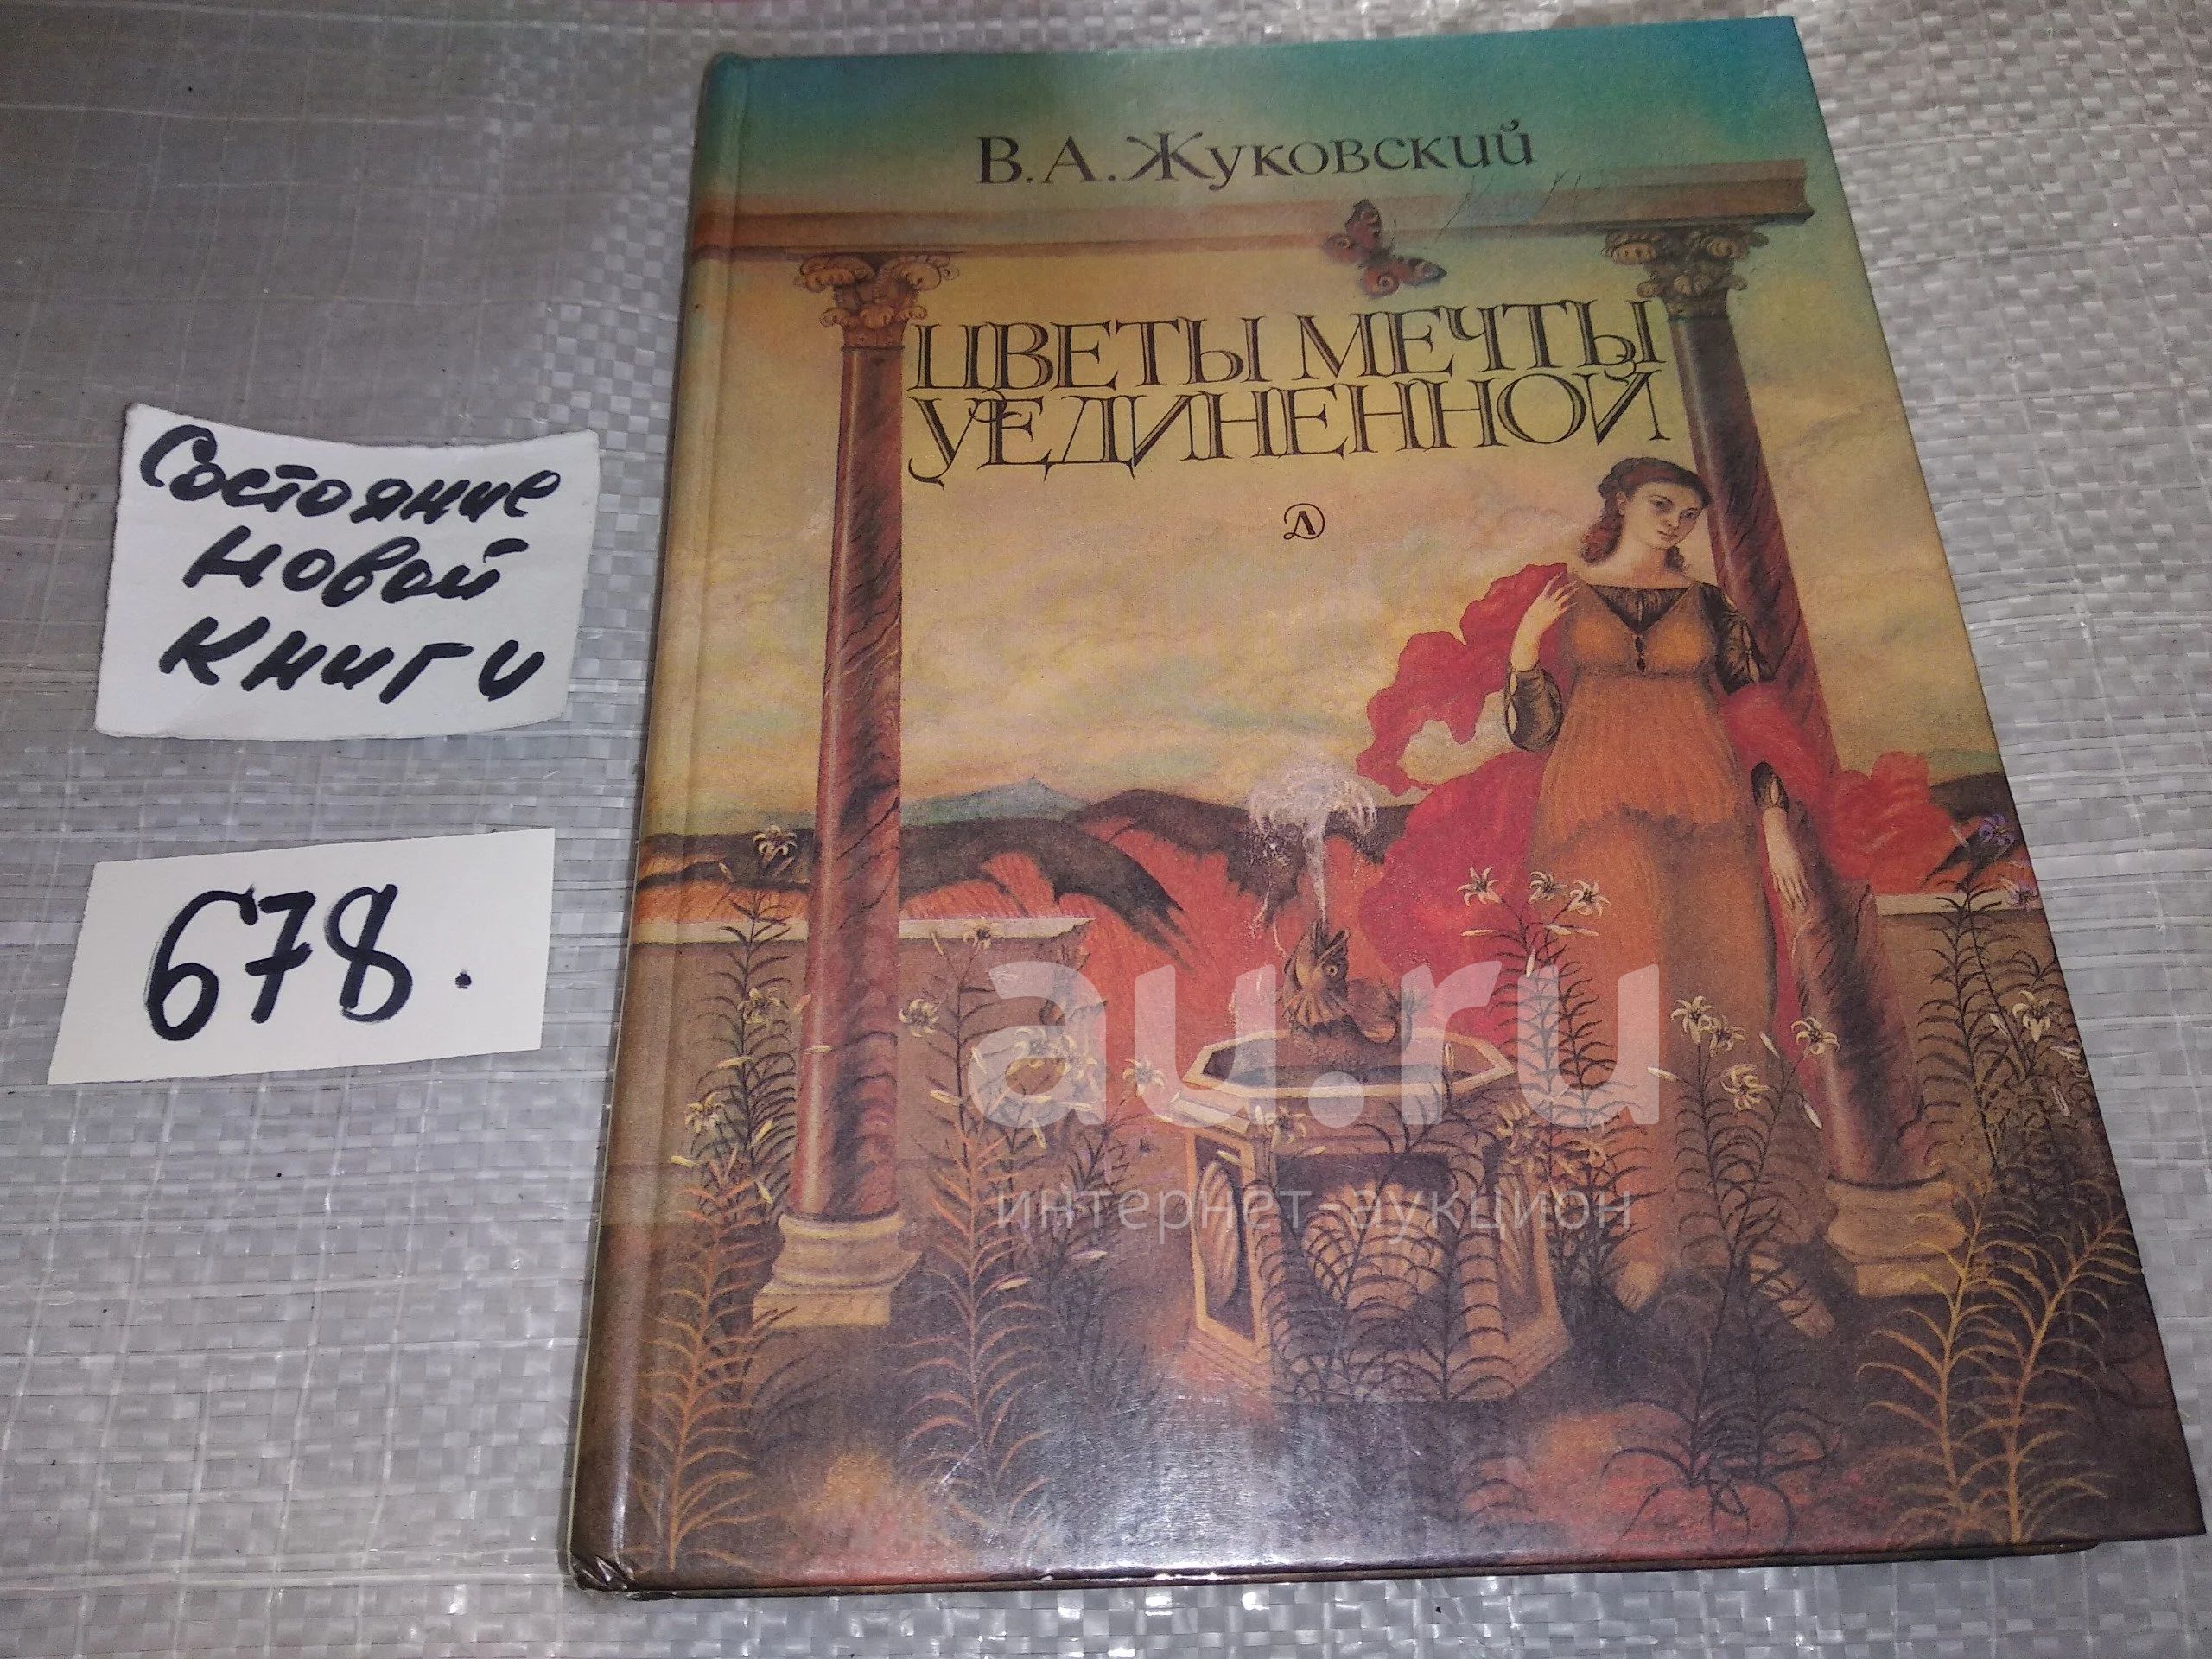 В.А.Жуковский
ЦВЕТЫ МЕЧТЫ
УЕДИНЕННОЙ
Д
Состояние
новой
книги
678.
au.ru
интернет аукцион